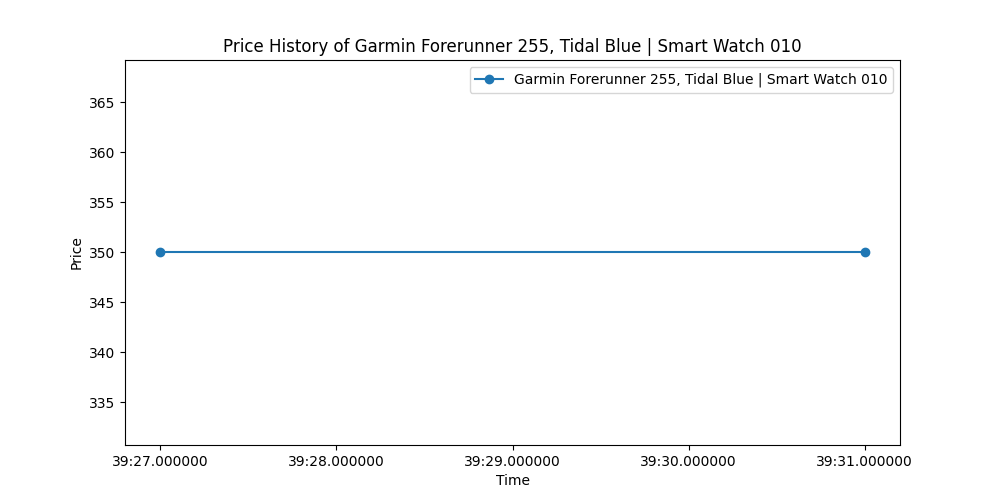 Price History of Garmin Forerunner 255, Tidal Blue | Smart Watch 010
Garmin Forerunner 255, Tidal Blue | Smart Watch 010
365
360
355
350
345
340
335
Price
39:27.000000 39:28.000000 39:29.000000 39:30.000000 39:31.000000
Time